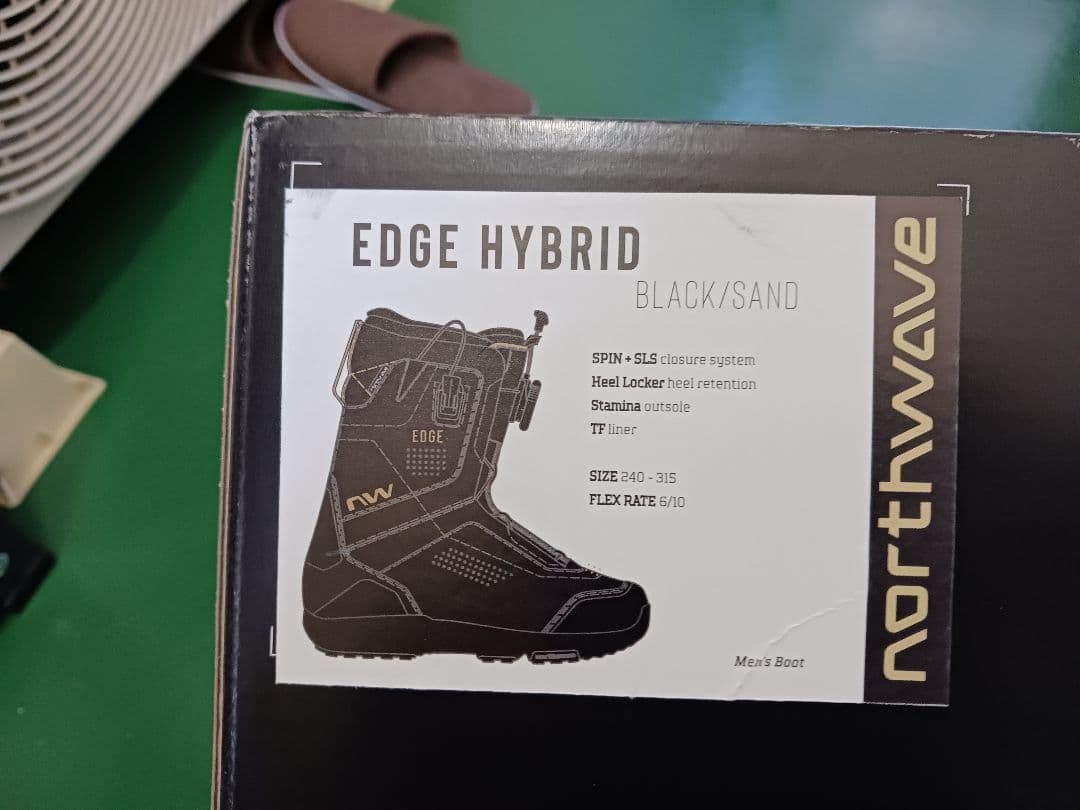 EDGE HYBRID
BLACK/SAND
SPIN + SLS closure system
Heel Locker heel retention
Stamina outsole
TF liner
SIZE 240 - 315
FLEX RATE 6/10
EDGE
NW
Men's Boot
northwave